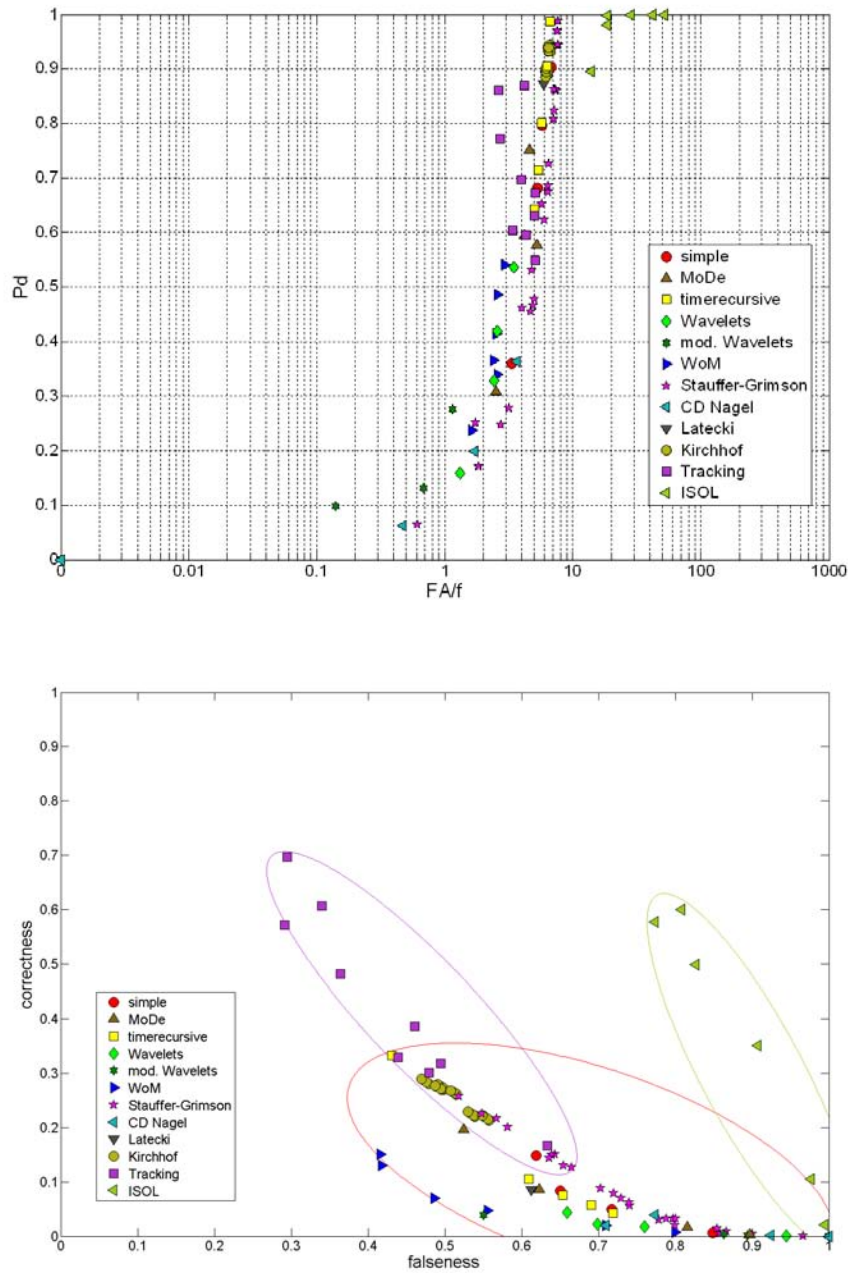 1
0.9
0.8
0.7
0.6
Pd
0.5
0.4
0.3
0.2
0.1
0
simple
MoDe
timerecursive
Wavelets
mod. Wavelets
WoM
Stauffer-Grimson
CD Nagel
Latecki
Kirchhof
Tracking
ISOL
0 0.01 0.1 1 10 100 1000
FA/f
1
0.9
0.8
0.7
0.6
correctness
0.5
0.4
0.3
0.2
0.1
0
simple
MoDe
timerecursive
Wavelets
mod. Wavelets
WoM
Stauffer-Grimson
CD Nagel
Latecki
Kirchhof
Tracking
ISOL
0 0.1 0.2 0.3 0.4 0.5 0.6 0.7 0.8 0.9 1
falseness